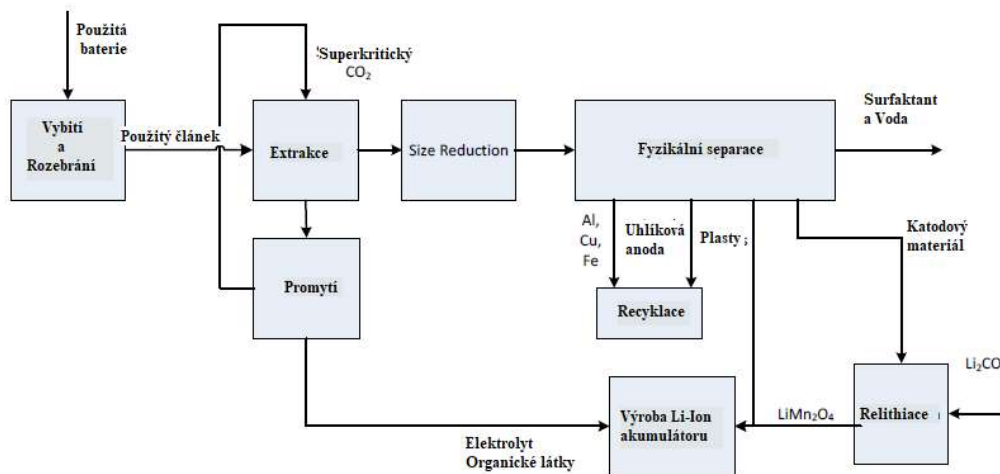 Použitá
baterie
Superkritický
CO₂
Surfaktant
a Voda
Vybití
a
Rozebrání
Použitý článek
Extrakce
Size Reduction
Fyzikální separace
Al,
Cu,
Fe
Uhlíková
anoda
Plasty ;
Katodový
materiál
Promytí
Recyklace
Li₂CO
Výroba Li-Ion
akumulátoru
LiMn₂O₄
Relithiace
Elektrolyt
Organické látky